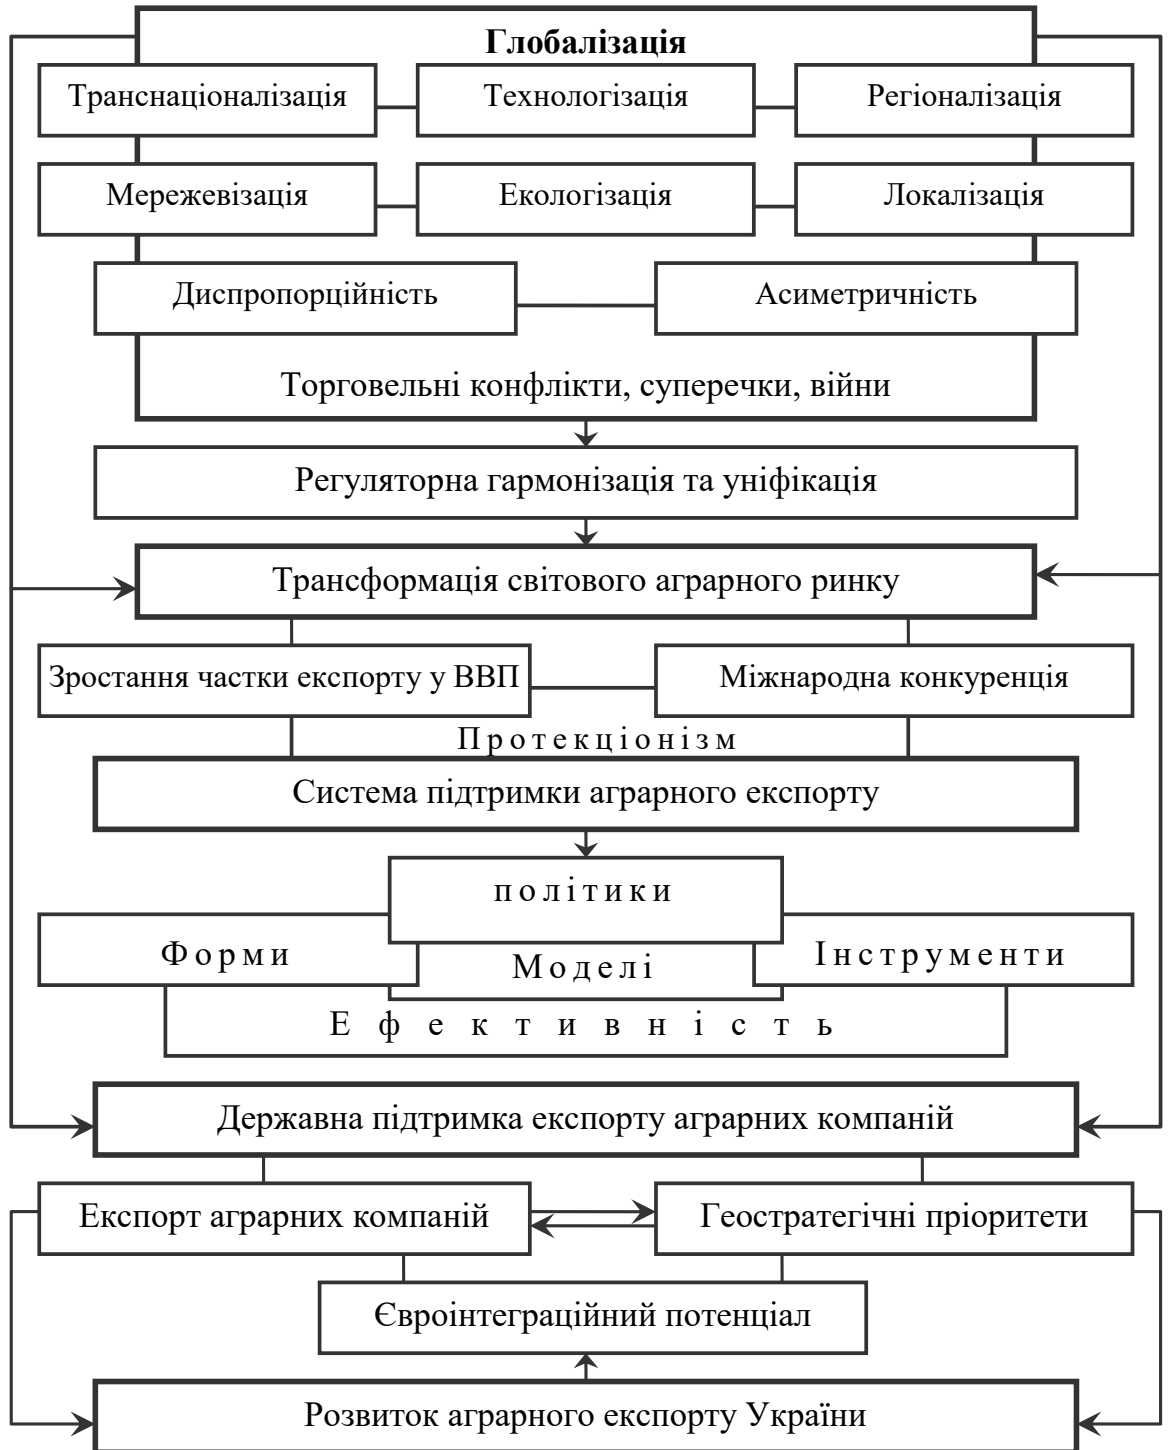 Глобалізація
Транснаціоналізація
Технологізація
Регіоналізація
Мережевізація
Екологізація
Локалізація
Диспропорційність
Асиметричність
Торговельні конфлікти, суперечки, війни
Регуляторна гармонізація та уніфікація
Трансформація світового аграрного ринку
Зростання частки експорту у ВВП
Міжнародна конкуренція
Протекціонізм
Система підтримки аграрного експорту
політики
Форми
Моделі
Інструменти
Ефективність
Державна підтримка експорту аграрних компаній
Експорт аграрних компаній
Геостратегічні пріоритети
Євроінтеграційний потенціал
Розвиток аграрного експорту України